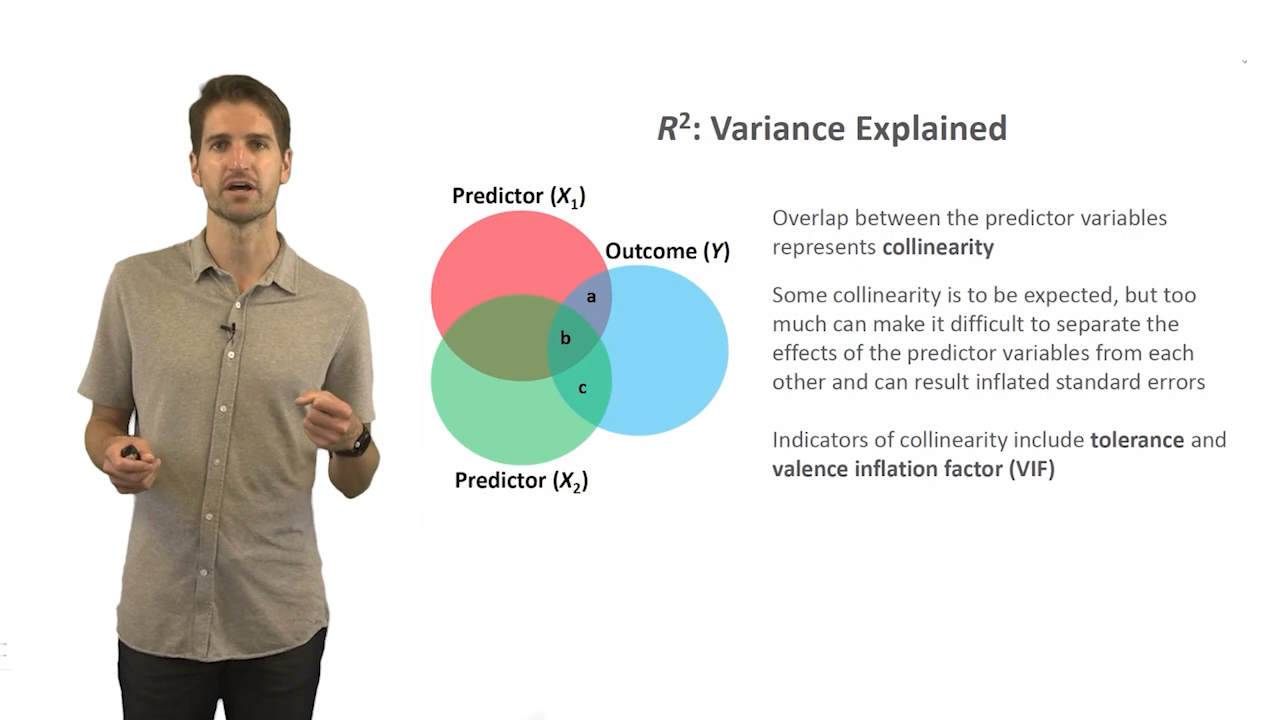 R²: Variance Explained
Predictor (X₁)
Outcome (Y)
a
b
c
Predictor (X₂)
Overlap between the predictor variables
represents collinearity
Some collinearity is to be expected, but too
much can make it difficult to separate the
effects of the predictor variables from each
other and can result inflated standard errors
Indicators of collinearity include tolerance and
valence inflation factor (VIF)